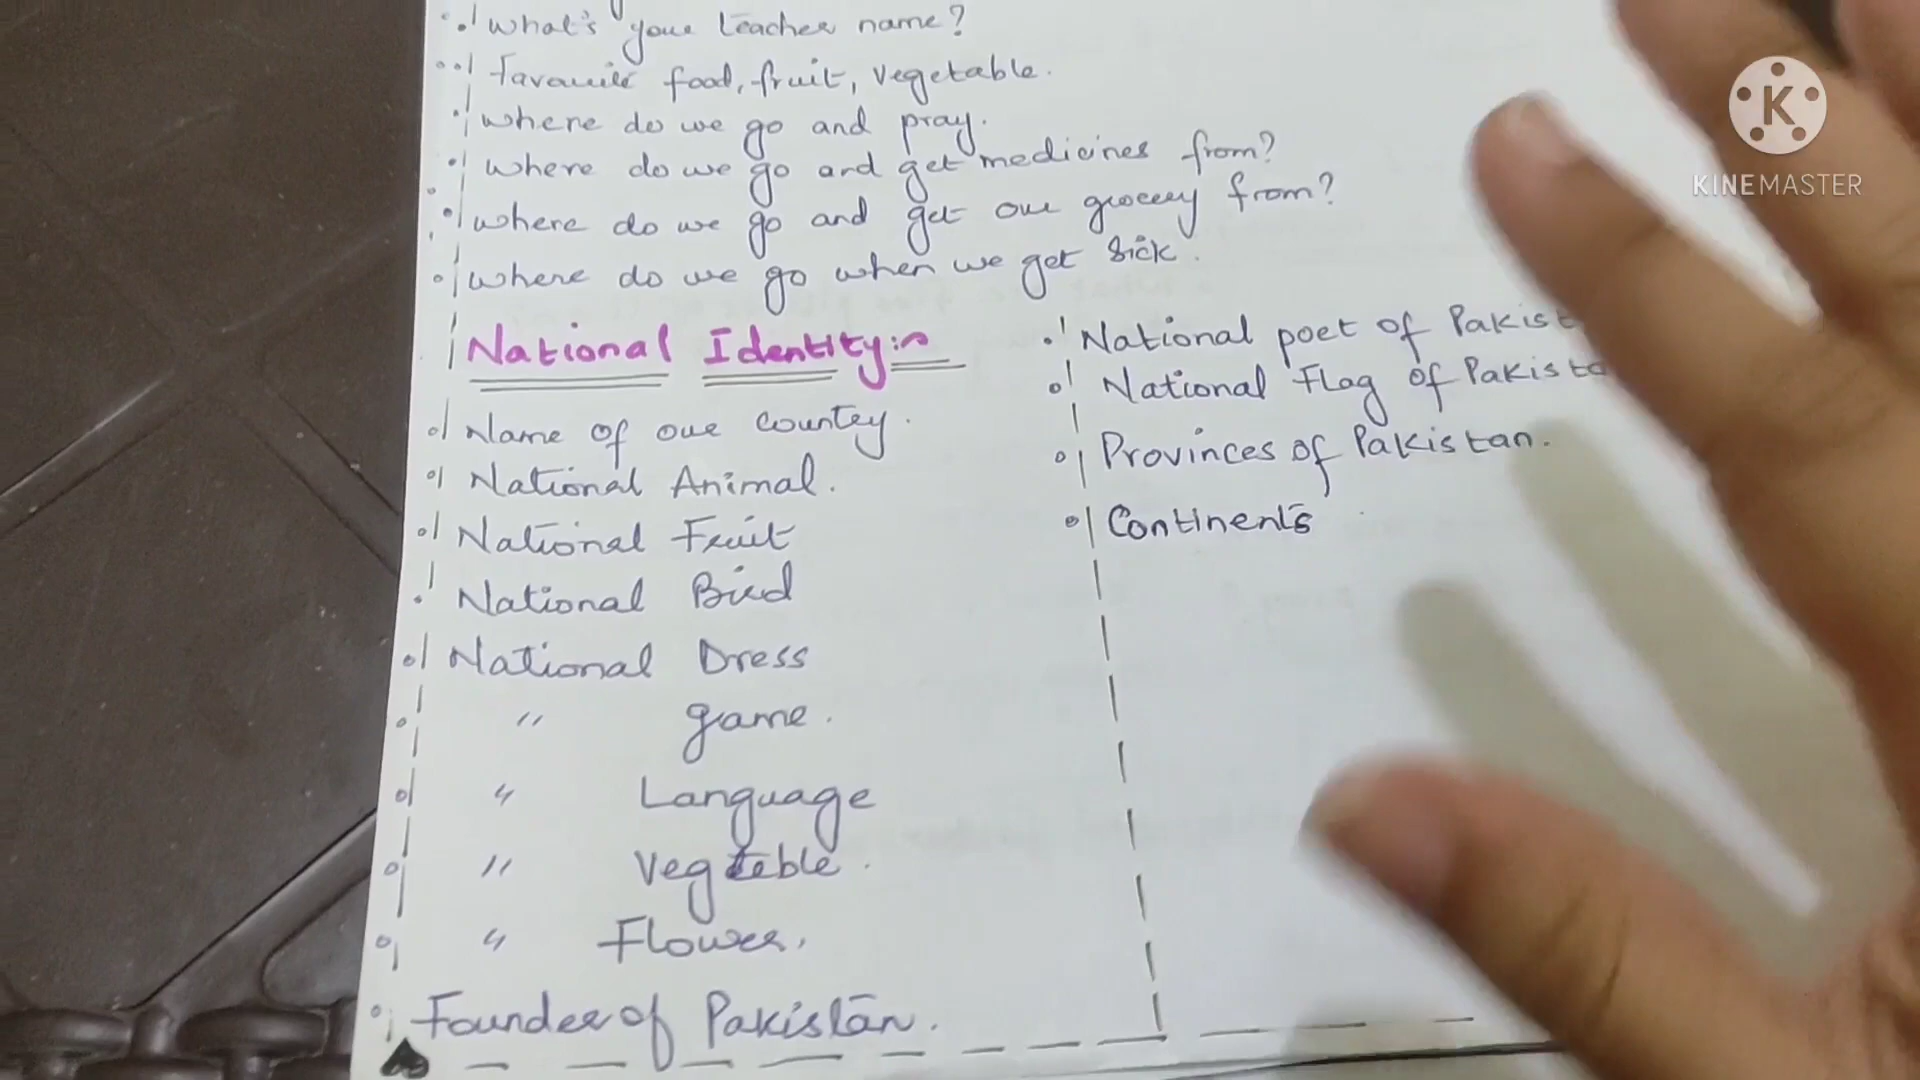 What's your teacher name?
Favourite food, fruit, vegetable.
where do we go and pray.
where do we go and get medicines from?
where do we go and get our grocery from?
where do we go when we get sick.
National Identity:~
Name of our country.
National Animal.
National Fruit
National Bird
National Dress
" game.
" Language
" Vegteble.
" Flower.
Founder of Pakistan.
National poet of Pakist
National Flag of Pakista
Provinces of Pakistan.
Continents
K
KINEMASTER